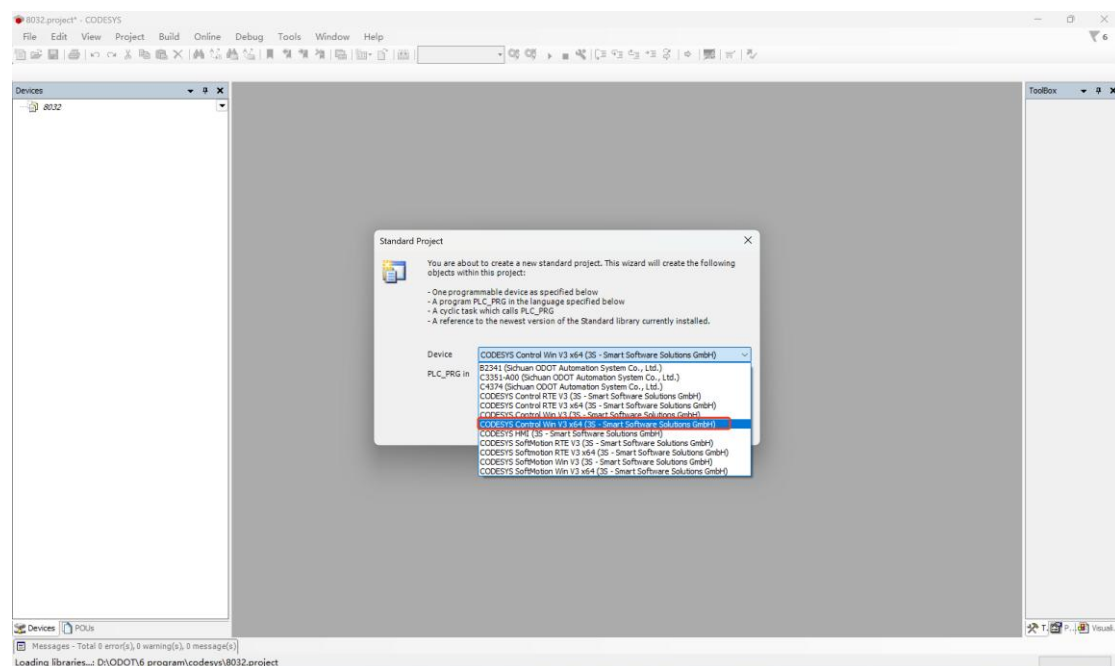 8032.project* - CODESYS
File Edit View Project Build Online Debug Tools Window Help
6
Devices
ToolBox
8032
Standard Project
You are about to create a new standard project. This wizard will create the following
objects within this project:
- One programmable device as specified below
- A program PLC_PRG in the language specified below
- A cyclic task which calls PLC_PRG
- A reference to the newest version of the Standard library currently installed.
Device CODESYS Control Win V3 x64 (3S - Smart Software Solutions GmbH)
PLC_PRG in
B2341 (Sichuan ODOT Automation System Co., Ltd.)
C3351-A00 (Sichuan ODOT Automation System Co., Ltd.)
C4374 (Sichuan ODOT Automation System Co., Ltd.)
CODESYS Control RTE V3 (3S - Smart Software Solutions GmbH)
CODESYS Control RTE V3 x64 (3S - Smart Software Solutions GmbH)
CODESYS Control Win V3 (3S - Smart Software Solutions GmbH)
CODESYS Control Win V3 x64 (3S - Smart Software Solutions GmbH)
CODESYS HMI (3S - Smart Software Solutions GmbH)
CODESYS SoftMotion RTE V3 (3S - Smart Software Solutions GmbH)
CODESYS Softmotion RTE V3 x64 (3S - Smart Software Solutions GmbH)
CODESYS SoftMotion Win V3 (3S - Smart Software Solutions GmbH)
CODESYS SoftMotion Win V3 x64 (3S - Smart Software Solutions GmbH)
Devices POUs
T. P... Visual.
Messages - Total 0 error(s), 0 warning(s), 0 message(s)
Loading libraries...: D:\ODOT\6 program\codesys\8032.project